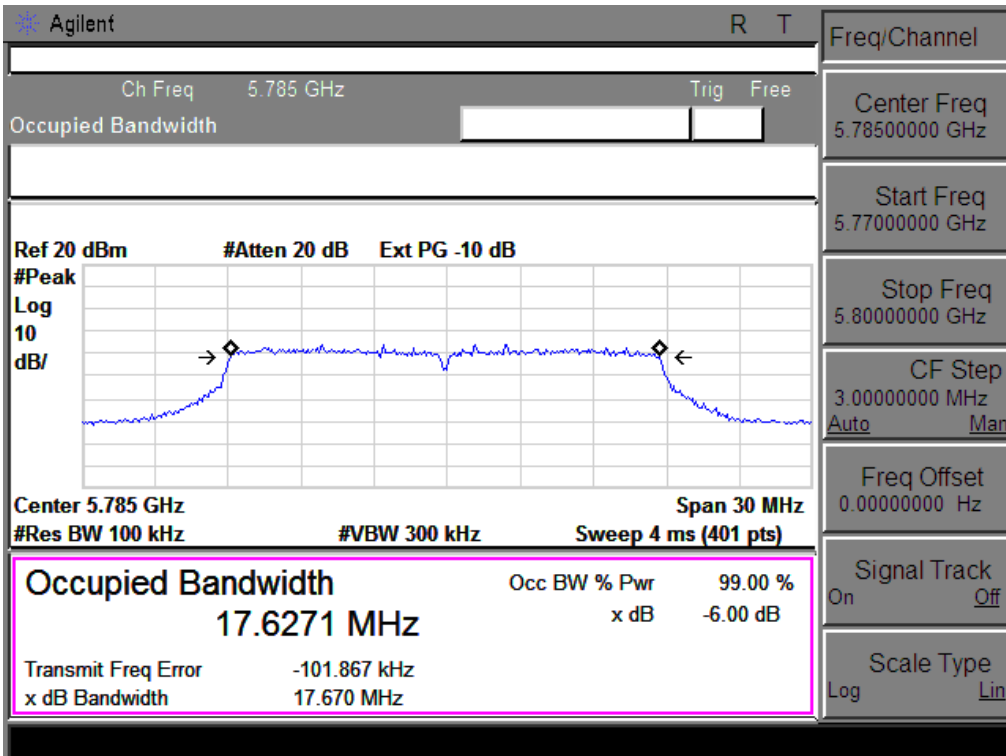 Agilent R T
Ch Freq 5.785 GHz Trig Free
Occupied Bandwidth
Ref 20 dBm #Atten 20 dB Ext PG -10 dB
#Peak
Log
10
dB/
Center 5.785 GHz Span 30 MHz
#Res BW 100 kHz #VBW 300 kHz Sweep 4 ms (401 pts)
Occupied Bandwidth Occ BW % Pwr 99.00 %
17.6271 MHz x dB -6.00 dB
Transmit Freq Error -101.867 kHz
x dB Bandwidth 17.670 MHz
Freq/Channel
Center Freq
5.78500000 GHz
Start Freq
5.77000000 GHz
Stop Freq
5.80000000 GHz
CF Step
3.00000000 MHz
Auto Man
Freq Offset
0.00000000 Hz
Signal Track
On Off
Scale Type
Log Lin